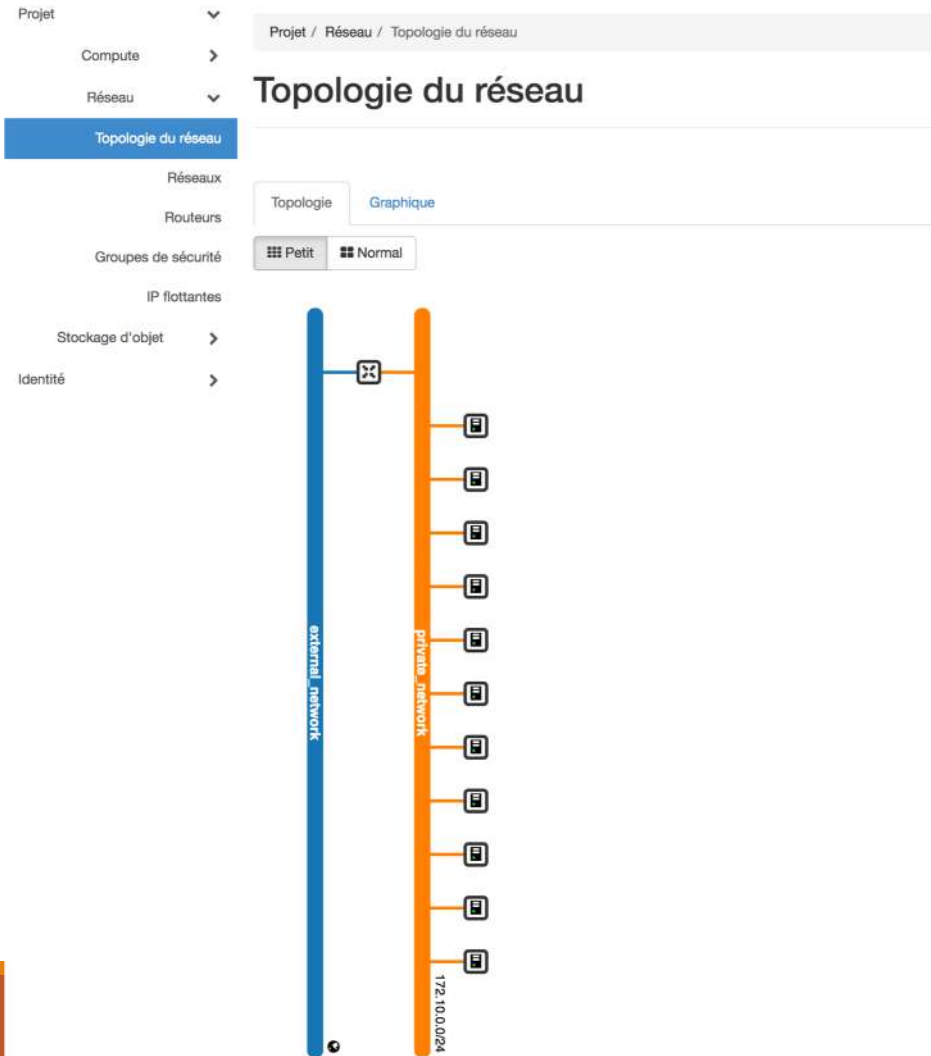 Projet
Compute
Réseau
Topologie du réseau
Réseaux
Routeurs
Groupes de sécurité
IP flottantes
Stockage d'objet
Identité
Projet / Réseau / Topologie du réseau
Topologie du réseau
Topologie
Graphique
Petit
Normal
external_network
private_network
172.10.0.0/24